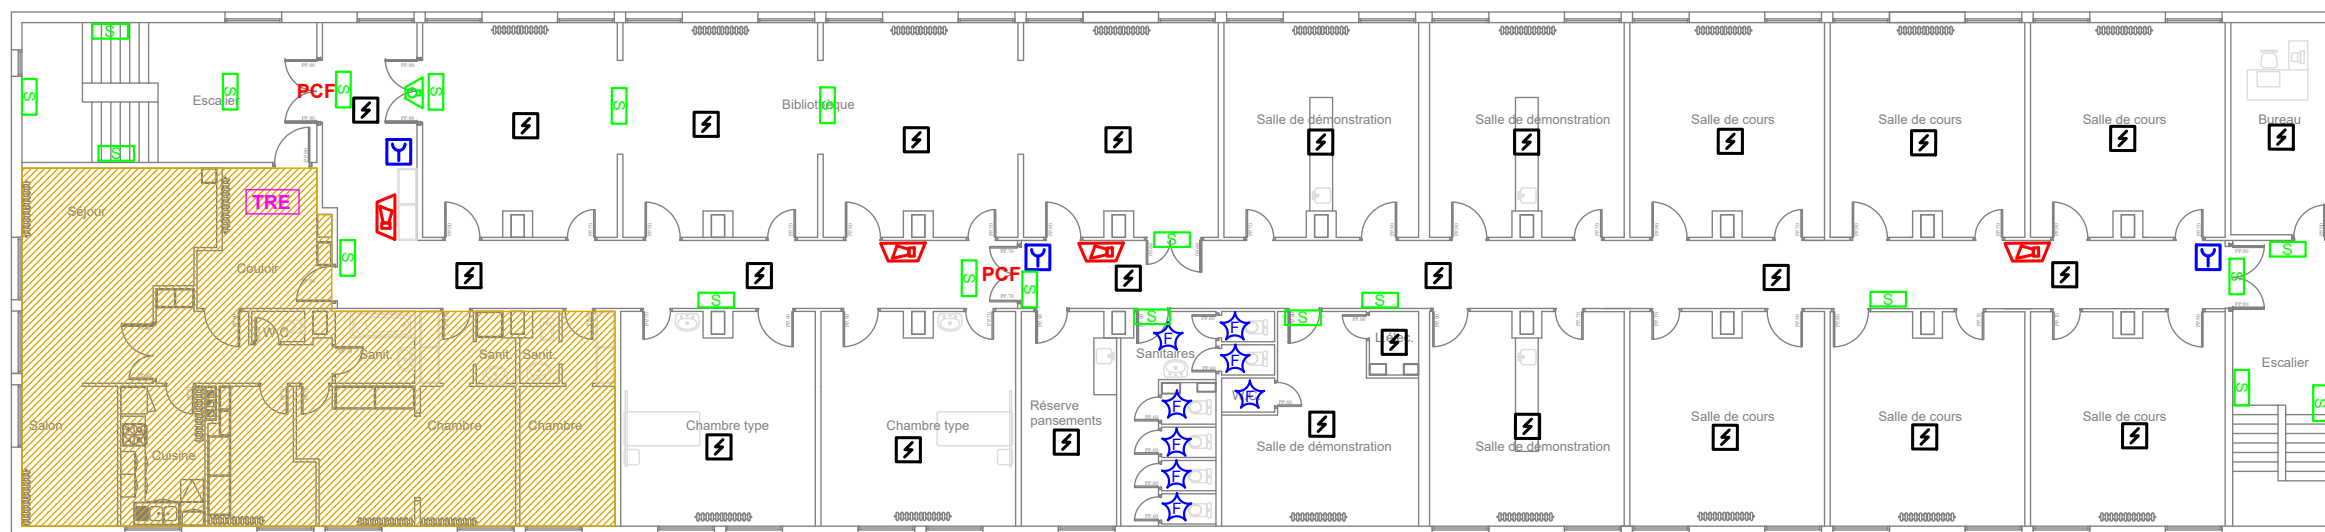 S
Escalier
S
S
S
PCF
S
S
S
Bibliothèque
S
Salle de démonstration
Salle de démonstration
Salle de cours
Salle de cours
Salle de cours
Bureau
Séjour
TRE
Couloir
S
S
PCF
S
S
S
S
S
S
S
S
S
W.C.
Sanit.
Sanit.
Sanit.
Sanitaires
F
F
F
F
F
F
F
F
Escalier
S
S
Salon
Cuisine
Chambre
Chambre
Chambre type
Chambre type
Réserve
pansements
Salle de démonstration
Salle de démonstration
Salle de cours
Salle de cours
Salle de cours